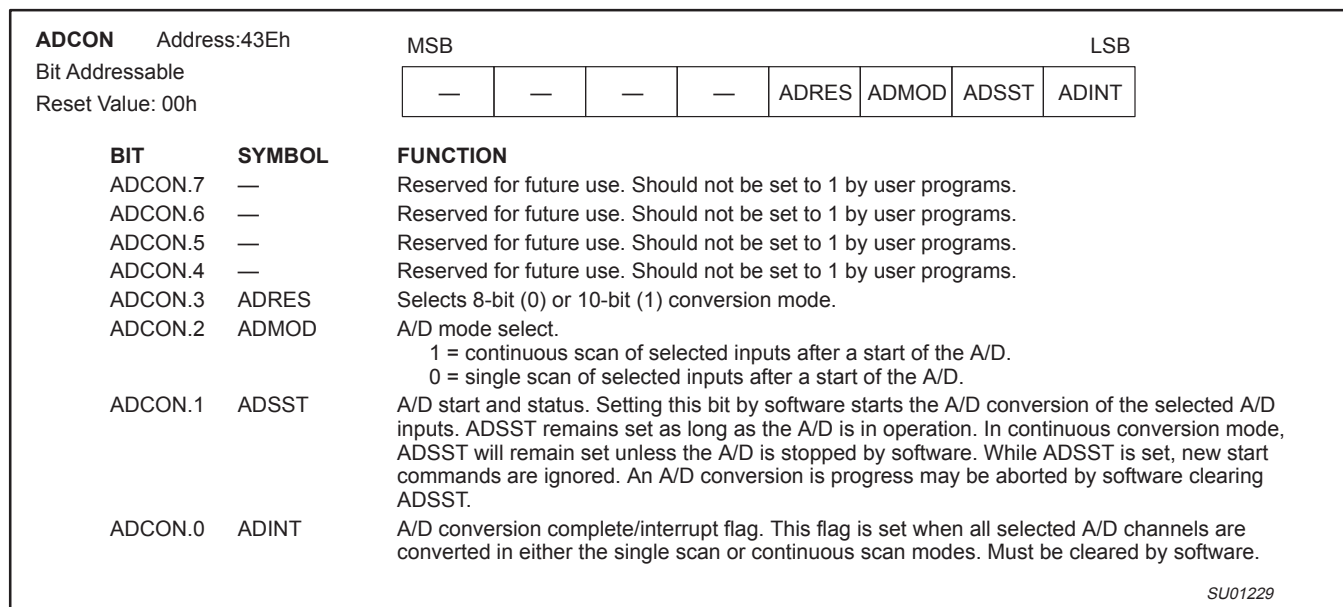 ADCON Address:43Eh
Bit Addressable
Reset Value: 00h
MSB LSB
— — — — ADRES ADMOD ADSST ADINT
BIT SYMBOL FUNCTION
ADCON.7 — Reserved for future use. Should not be set to 1 by user programs.
ADCON.6 — Reserved for future use. Should not be set to 1 by user programs.
ADCON.5 — Reserved for future use. Should not be set to 1 by user programs.
ADCON.4 — Reserved for future use. Should not be set to 1 by user programs.
ADCON.3 ADRES Selects 8-bit (0) or 10-bit (1) conversion mode.
ADCON.2 ADMOD A/D mode select.
1 = continuous scan of selected inputs after a start of the A/D.
0 = single scan of selected inputs after a start of the A/D.
ADCON.1 ADSST A/D start and status. Setting this bit by software starts the A/D conversion of the selected A/D
inputs. ADSST remains set as long as the A/D is in operation. In continuous conversion mode,
ADSST will remain set unless the A/D is stopped by software. While ADSST is set, new start
commands are ignored. An A/D conversion is progress may be aborted by software clearing
ADSST.
ADCON.0 ADINT A/D conversion complete/interrupt flag. This flag is set when all selected A/D channels are
converted in either the single scan or continuous scan modes. Must be cleared by software.
SU01229